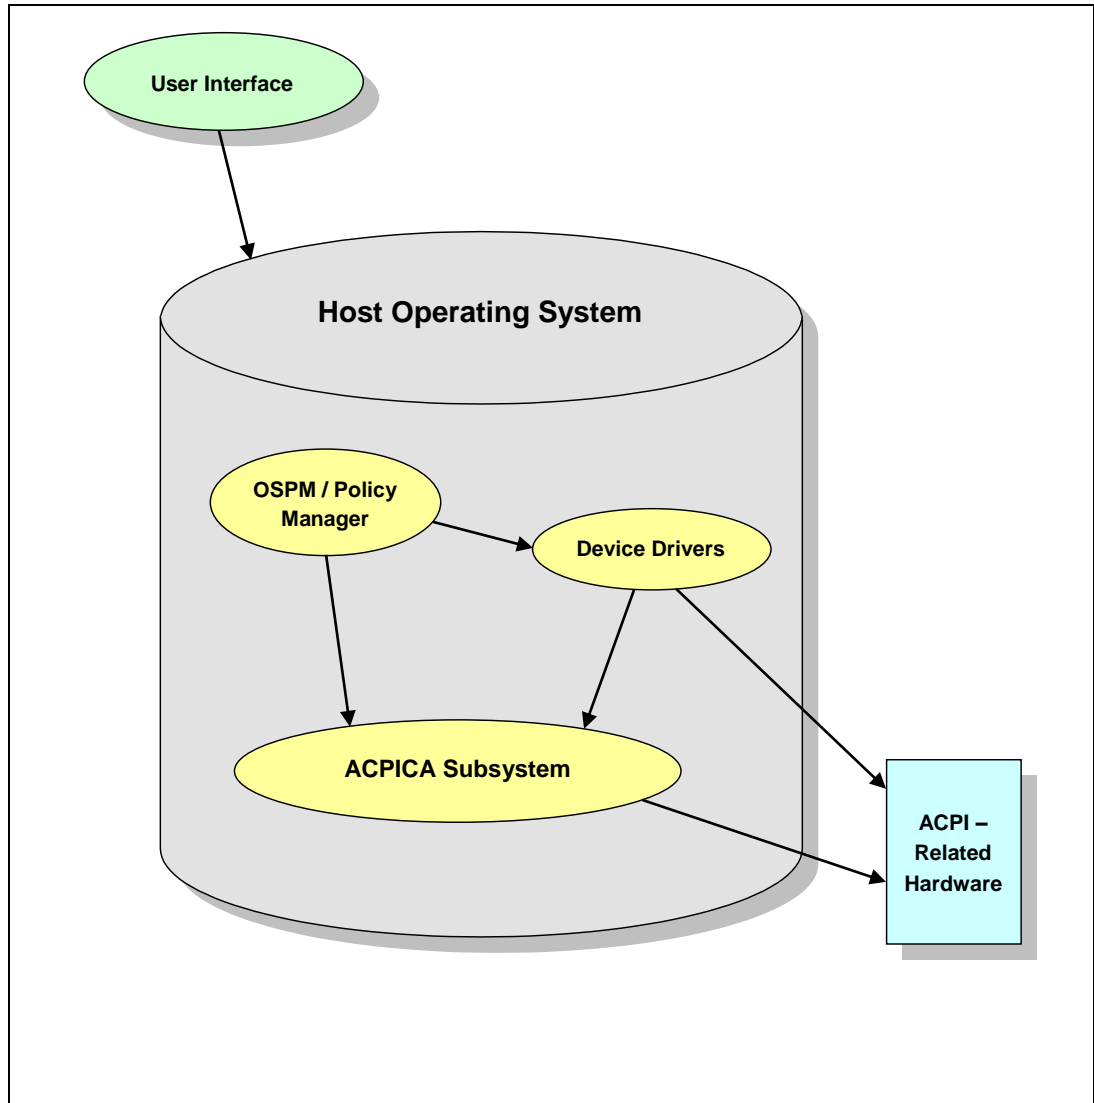 User Interface
Host Operating System
OSPM / Policy
Manager
Device Drivers
ACPICA Subsystem
ACPI –
Related
Hardware